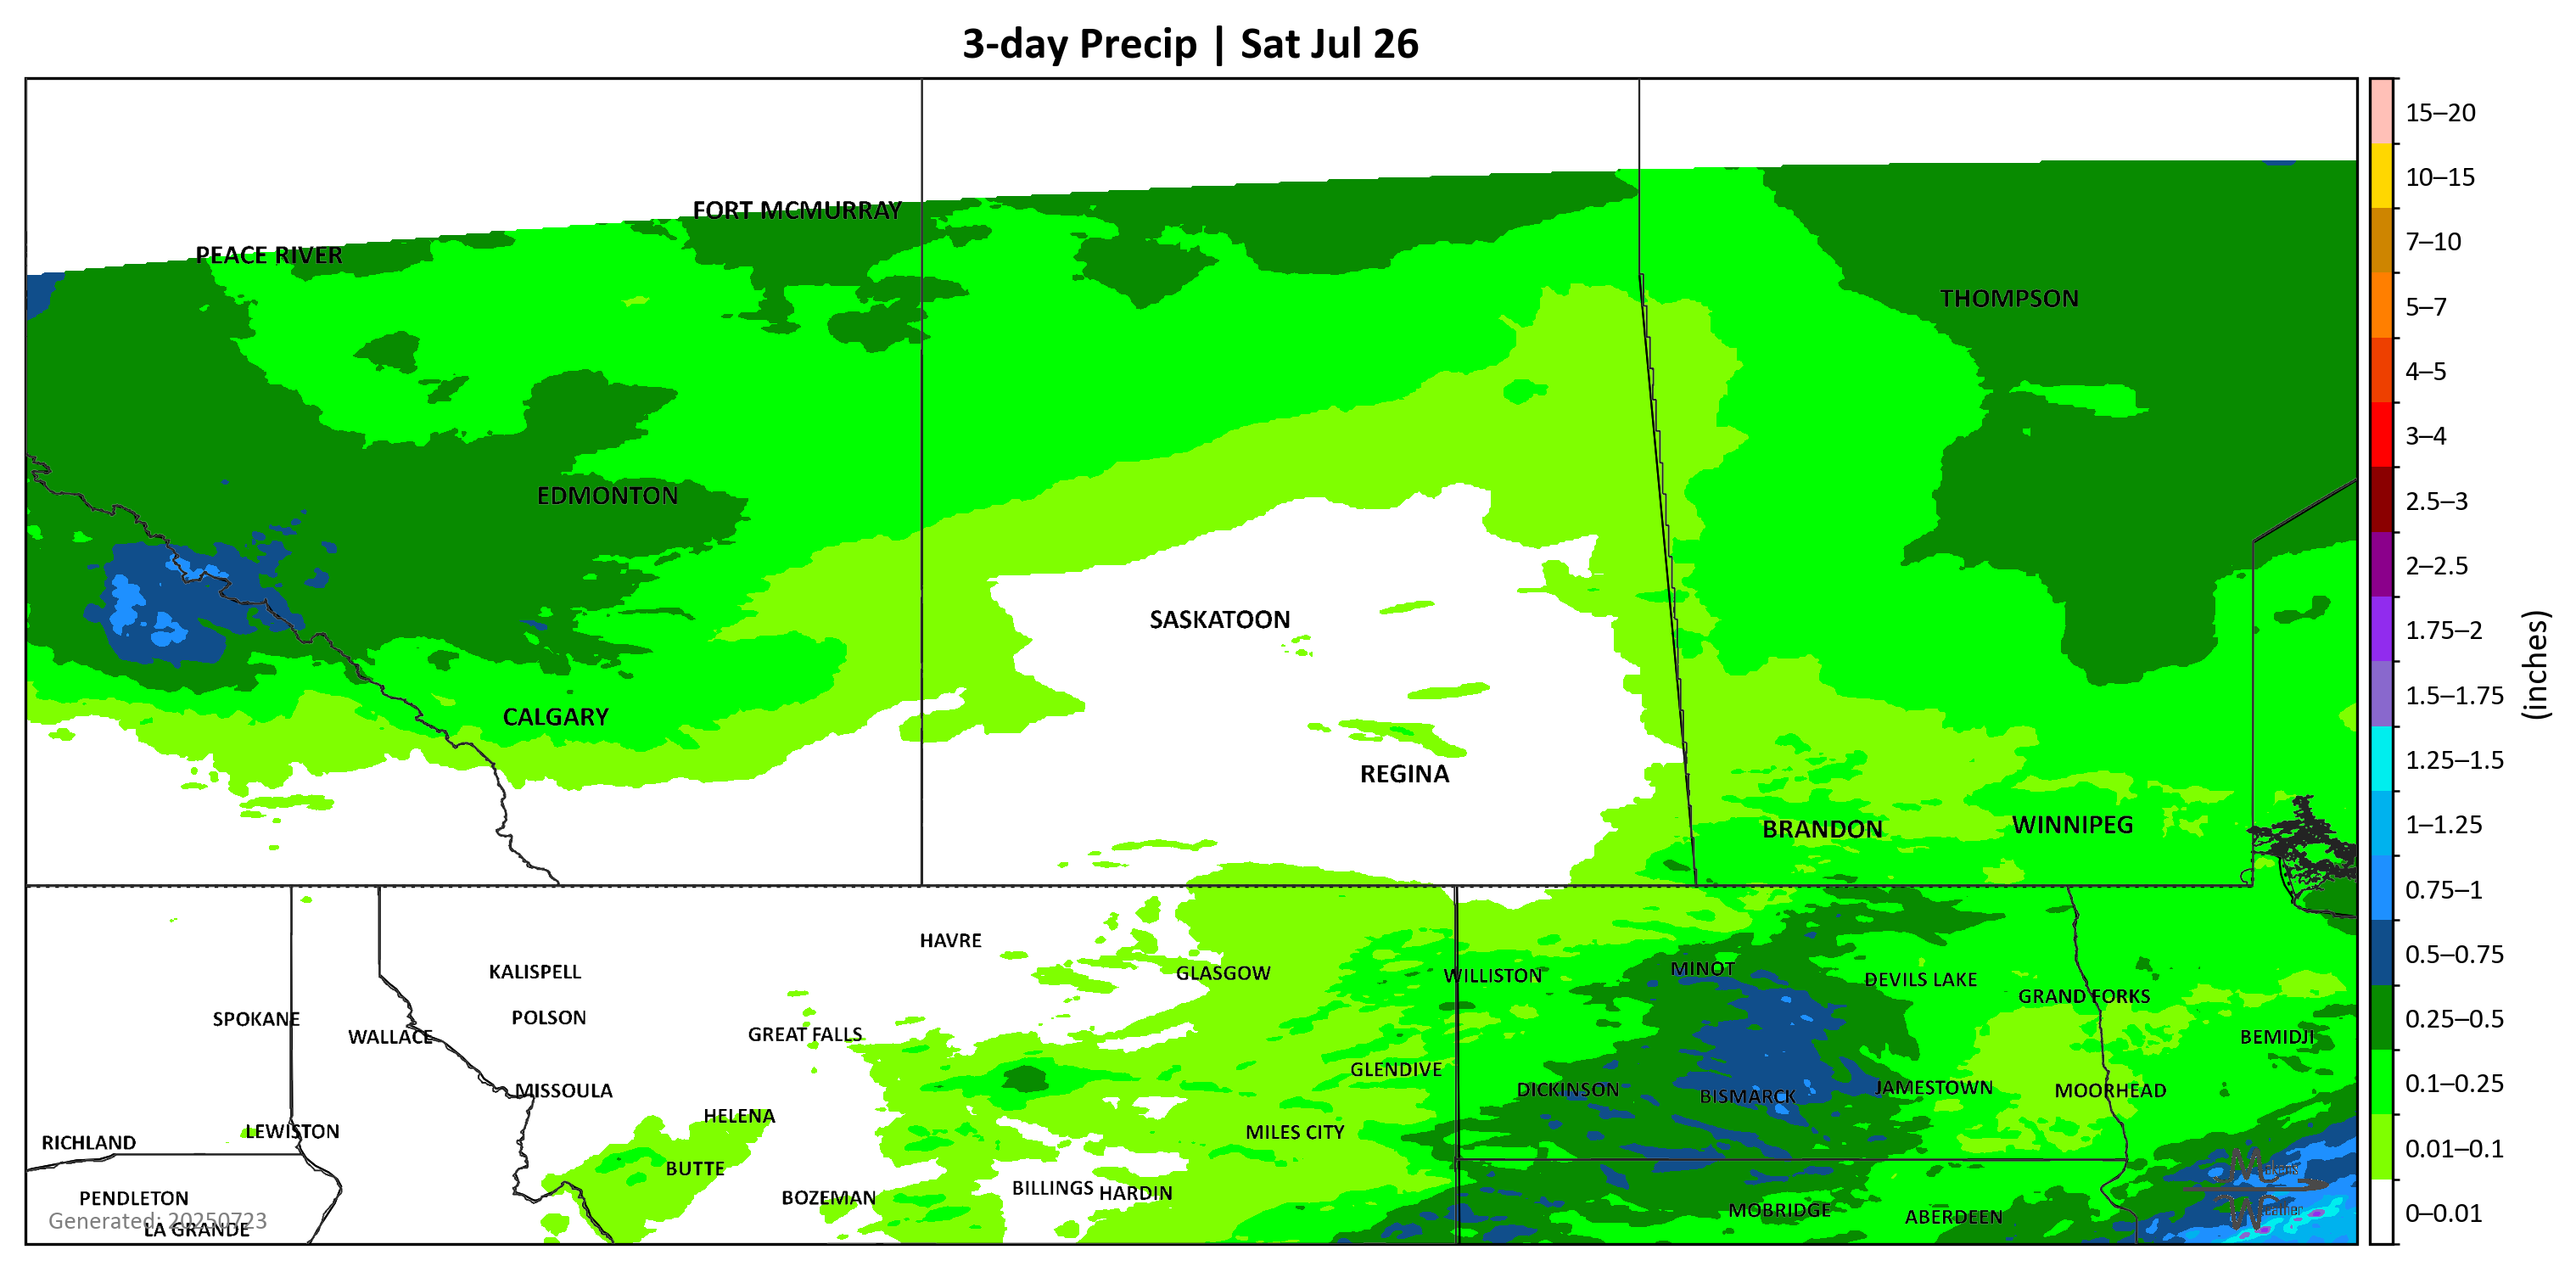 3-day Precip | Sat Jul 26
15–20
10–15
7–10
5–7
4–5
3–4
2.5–3
2–2.5
1.75–2
1.5–1.75
1.25–1.5
1–1.25
0.75–1
0.5–0.75
0.25–0.5
0.1–0.25
0.01–0.1
0–0.01
(inches)
FORT MCMURRAY
PEACE RIVER
THOMPSON
EDMONTON
SASKATOON
CALGARY
REGINA
BRANDON
WINNIPEG
HAVRE
KALISPELL
GLASGOW
WILLISTON
MINOT
DEVILS LAKE
GRAND FORKS
SPOKANE
POLSON
WALLACE
GREAT FALLS
BEMIDJI
GLENDIVE
MISSOULA
DICKINSON
BISMARCK
JAMESTOWN
MOORHEAD
HELENA
LEWISTON
RICHLAND
MILES CITY
BUTTE
PENDLETON
BOZEMAN
BILLINGS
HARDIN
MOBRIDGE
ABERDEEN
Generated: 20250723
LA GRANDE